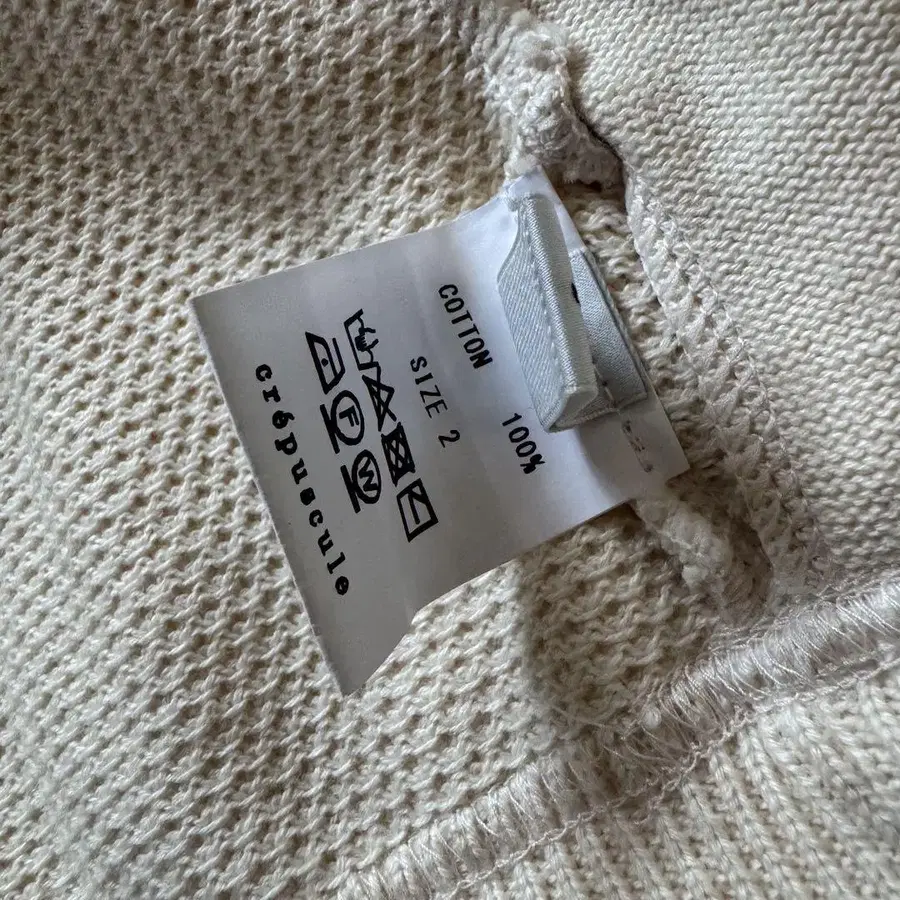 COTTON 100%
SIZE 2
F W
crépuscule